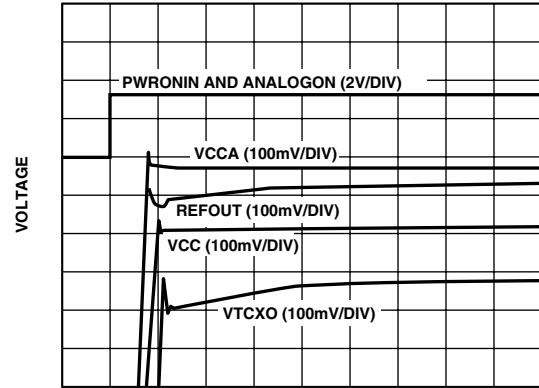 PWRONIN AND ANALOGON (2V/DIV)
VCCA (100mV/DIV)
VOLTAGE
REFOUT (100mV/DIV)
VCC (100mV/DIV)
VTCXO (100mV/DIV)